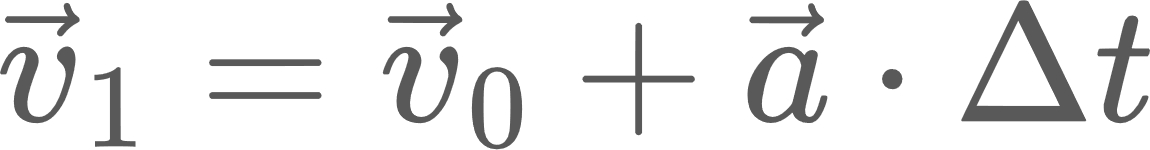 v⃗₁ = v⃗₀ + a⃗ · Δt